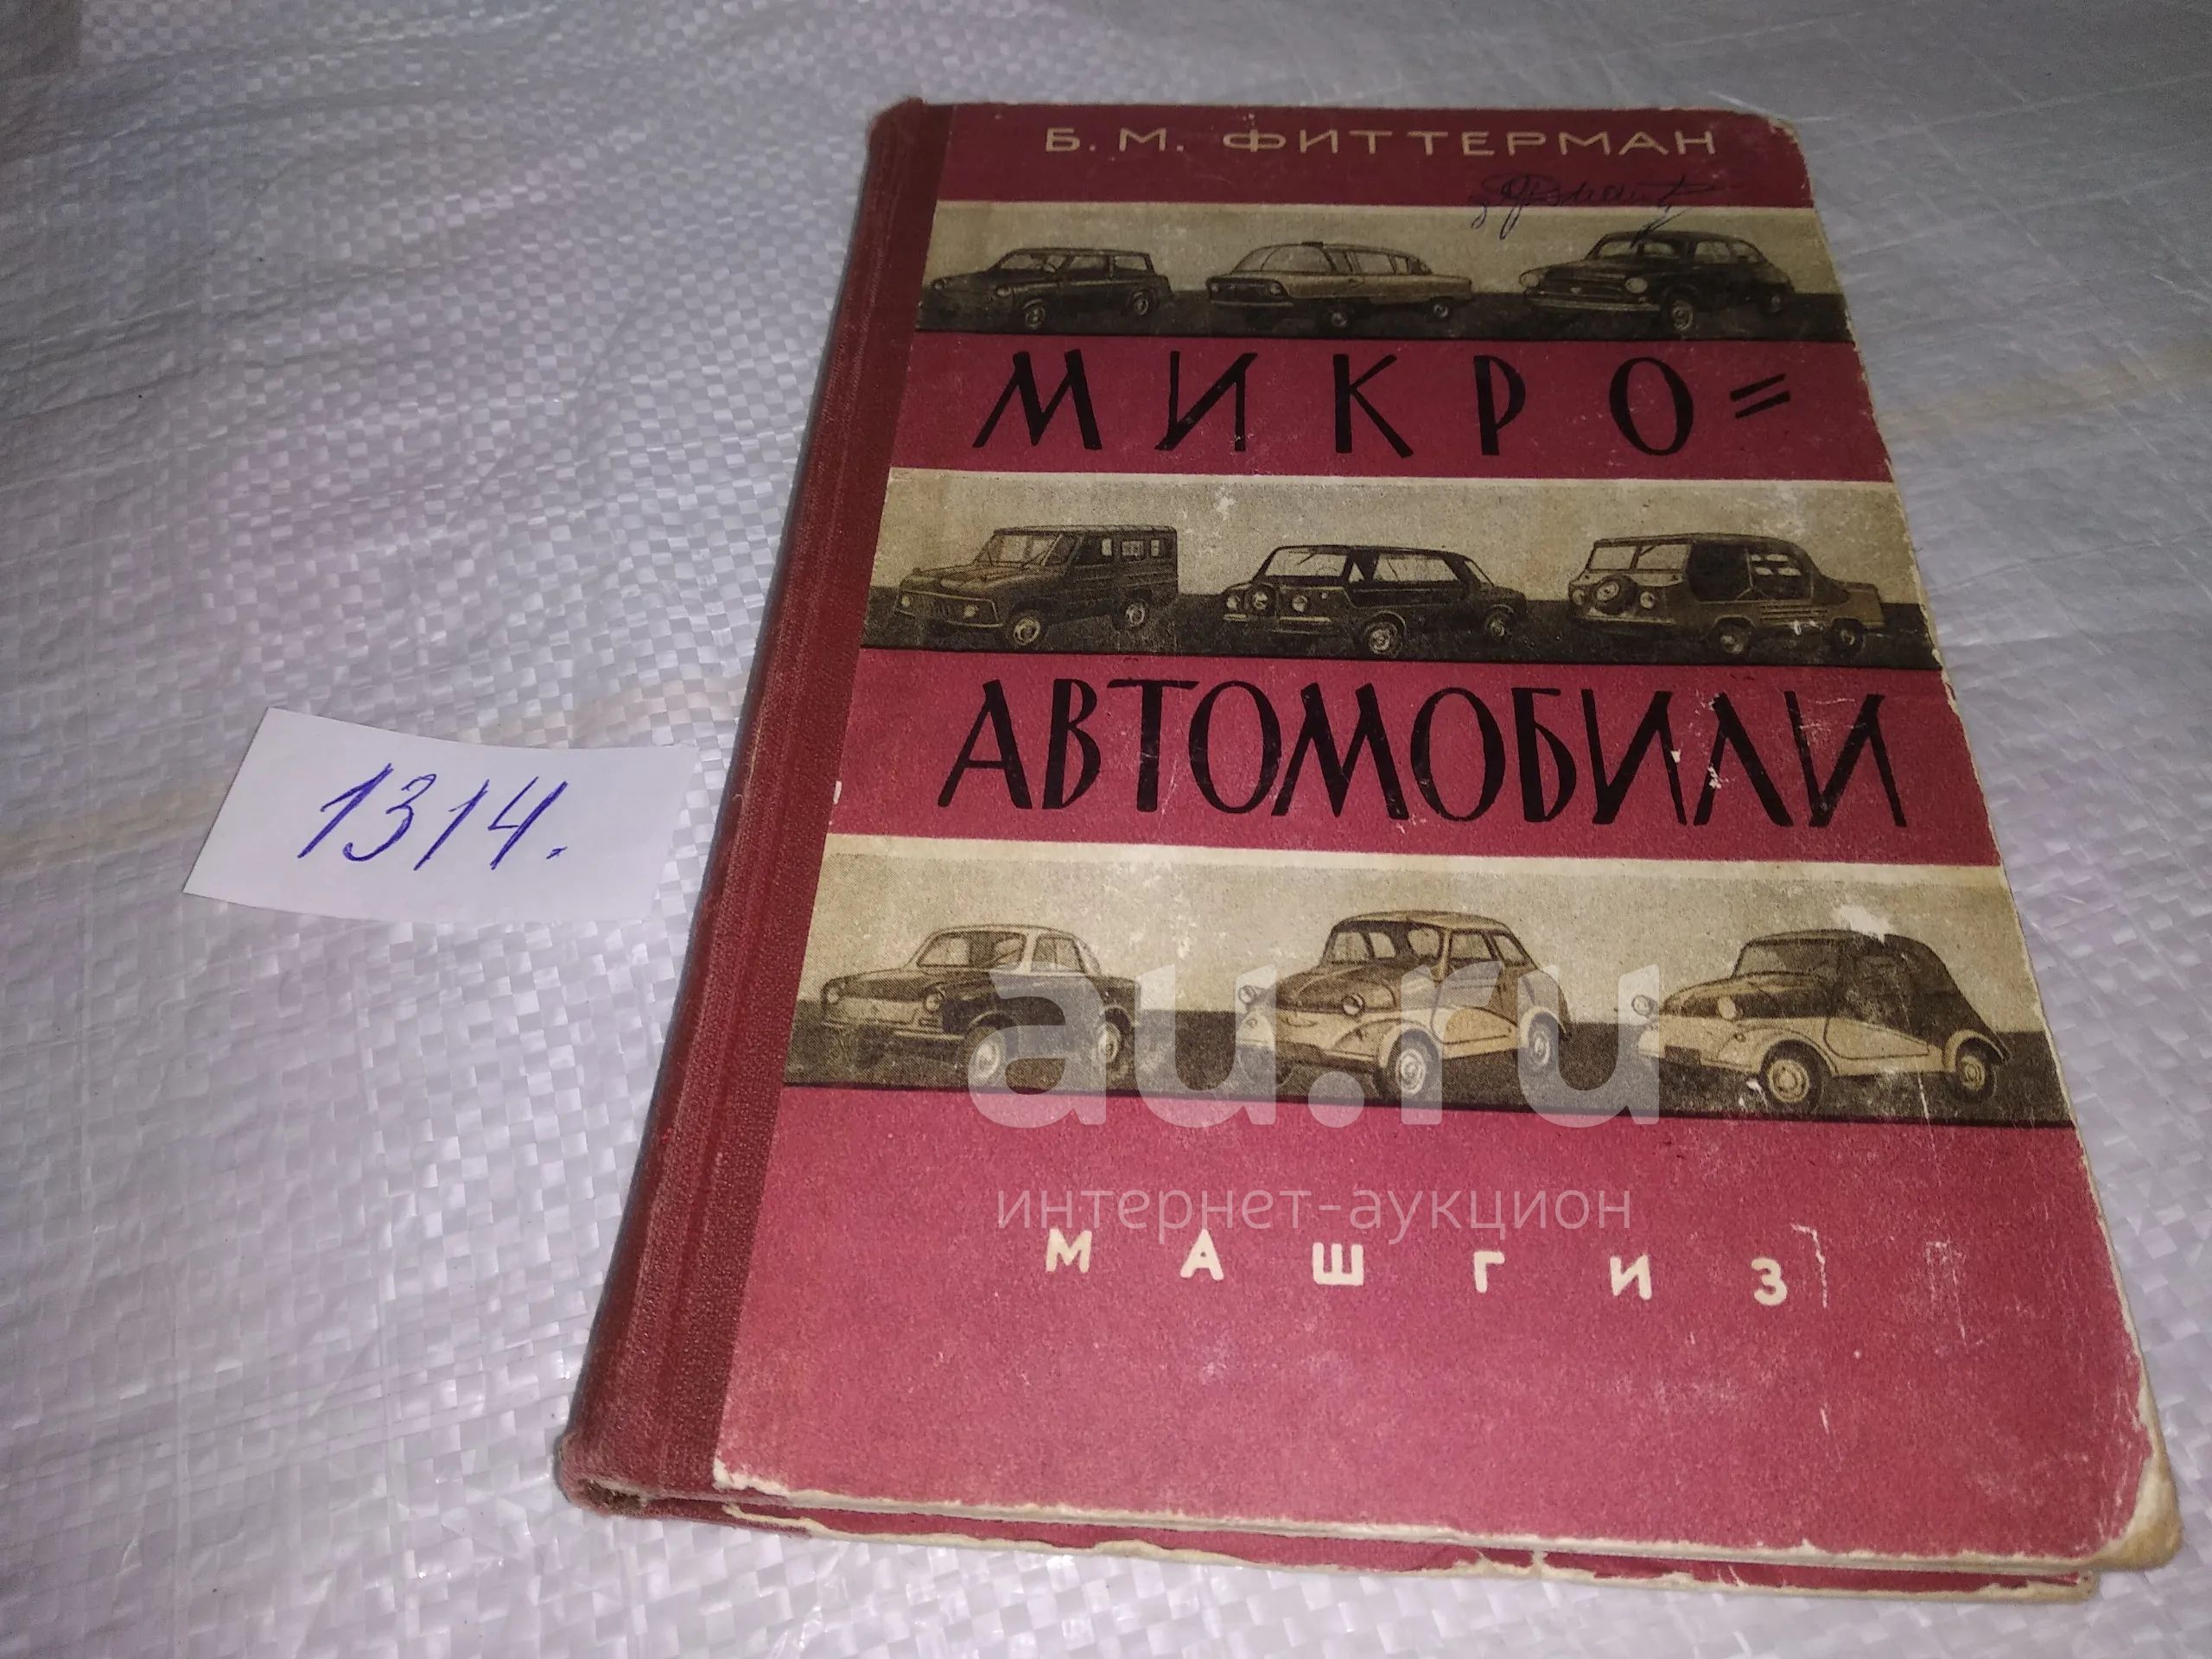 Б. М. ФИТТЕРМАН
МИКРО=
АВТОМОБИЛИ
1314.
au.ru
интернет-аукцион
МАШГИЗ